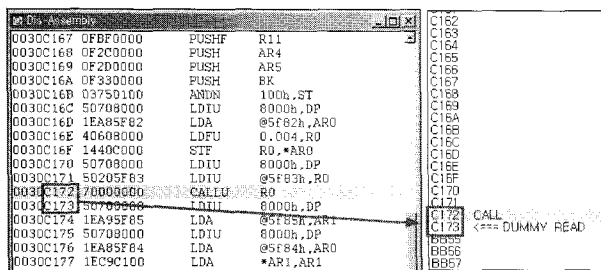 Dis-Assembly
0030C167 0FBF0000 PUSHF R11
0030C168 0F2C0000 PUSH AR4
0030C169 0F2D0000 PUSH AR5
0030C16A 0F330000 PUSH BK
0030C16B 03750100 ANDN 100h,ST
0030C16C 50708000 LDIU 8000h,DP
0030C16D 1EA85F82 LDA @5f82h,AR0
0030C16E 40608000 LDFU 0.004,R0
0030C16F 1440C000 STF R0,*AR0
0030C170 50708000 LDIU 8000h,DP
0030C171 50205F83 LDIU @5f83h,R0
0030C172 70000000 CALLU R0
0030C173 50708000 LDIU 8000h,DP
0030C174 1EA95F85 LDA @5f85h,AR1
0030C175 50708000 LDIU 8000h,DP
0030C176 1EA85F84 LDA @5f84h,AR0
0030C177 1EC9C100 LDA *AR1,AR1
C162
C163
C164
C165
C166
C167
C168
C169
C16A
C16B
C16C
C16D
C16E
C16F
C170
C171
C172 CALL
C173 <=== DUMMY READ
BB55
BB56
BB57